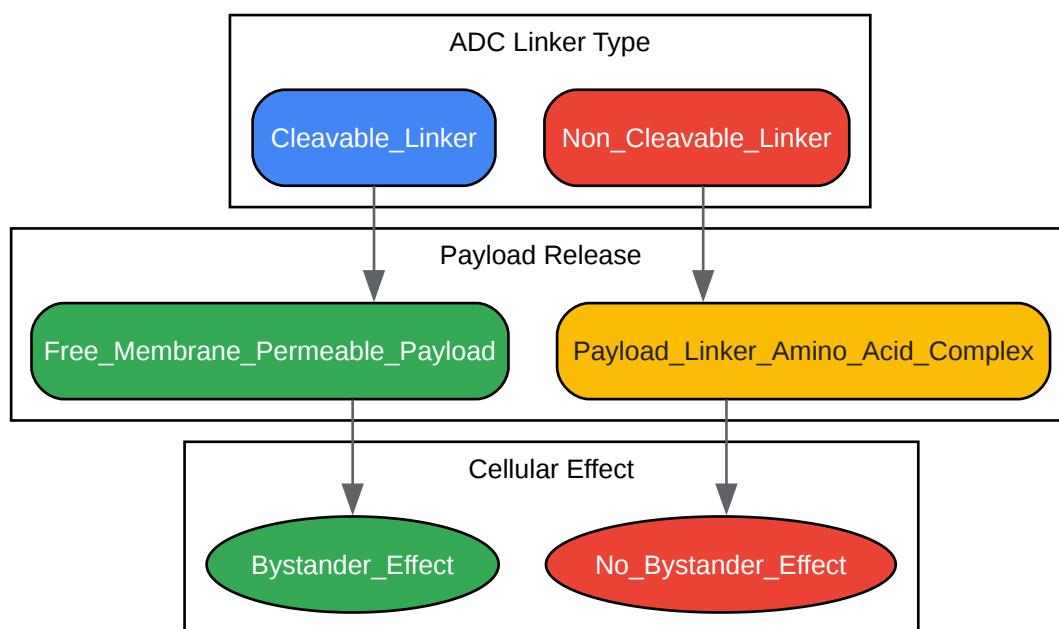 ADC Linker Type
Cleavable_Linker
Non_Cleavable_Linker
Payload Release
Free_Membrane_Permeable_Payload
Payload_Linker_Amino_Acid_Complex
Cellular Effect
Bystander_Effect
No_Bystander_Effect